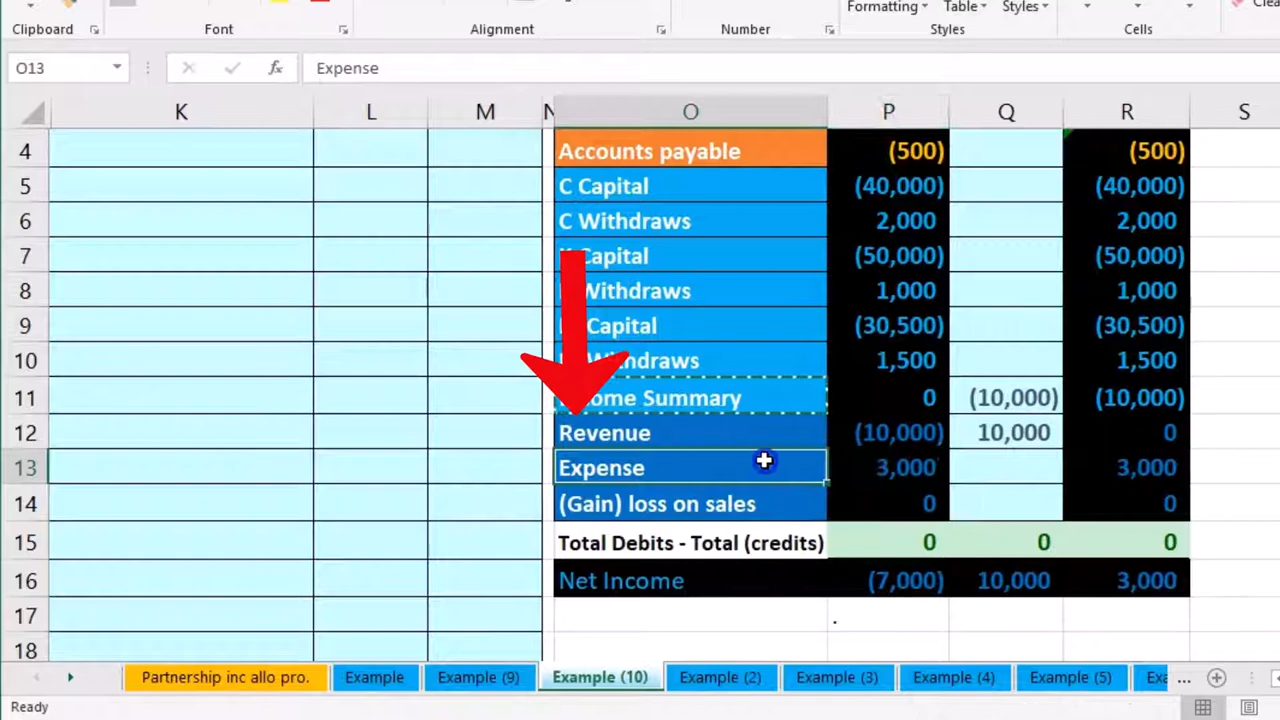 Formatting Table Styles
Clipboard Font Alignment Number Styles Cells
O13 fx Expense
K L M N O P Q R S
4 Accounts payable (500) (500)
5 C Capital (40,000) (40,000)
6 C Withdraws 2,000 2,000
7 Capital (50,000) (50,000)
8 Withdraws 1,000 1,000
9 Capital (30,500) (30,500)
10 Withdraws 1,500 1,500
11 Income Summary 0 (10,000) (10,000)
12 Revenue (10,000) 10,000 0
13 Expense 3,000 3,000
14 (Gain) loss on sales 0 0
15 Total Debits - Total (credits) 0 0 0
16 Net Income (7,000) 10,000 3,000
17 .
18
Partnership inc allo pro. Example Example (9) Example (10) Example (2) Example (3) Example (4) Example (5) ...
Ready